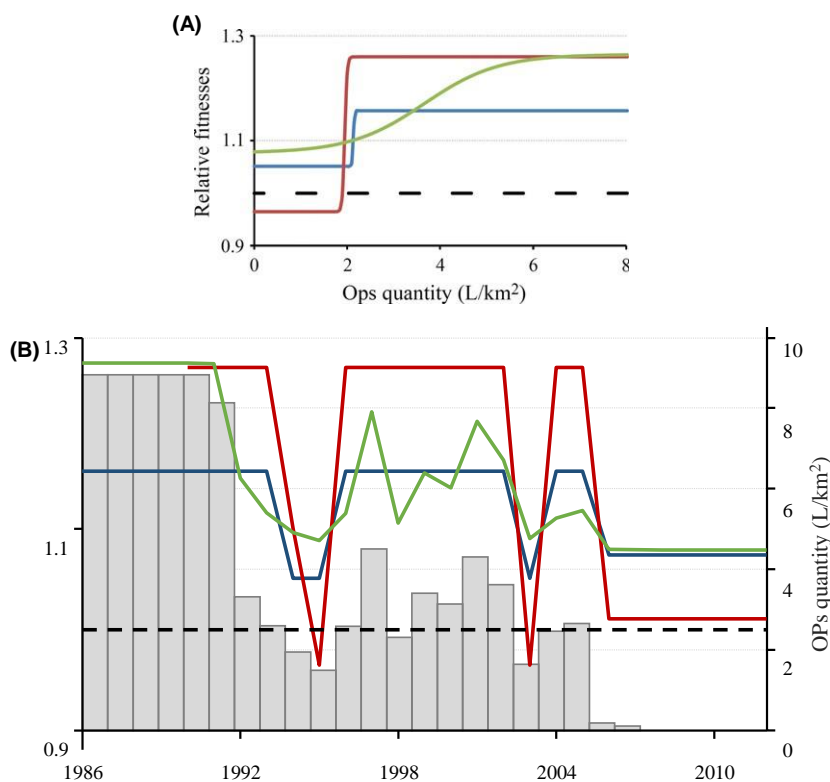 (A)
1.3
1.1
0.9
Relative fitnesses
0 2 4 6 8
Ops quantity (L/km²)
(B)
1.3
1.1
0.9
10
8
6
4
2
0
OPs quantity (L/km²)
1986 1992 1998 2004 2010